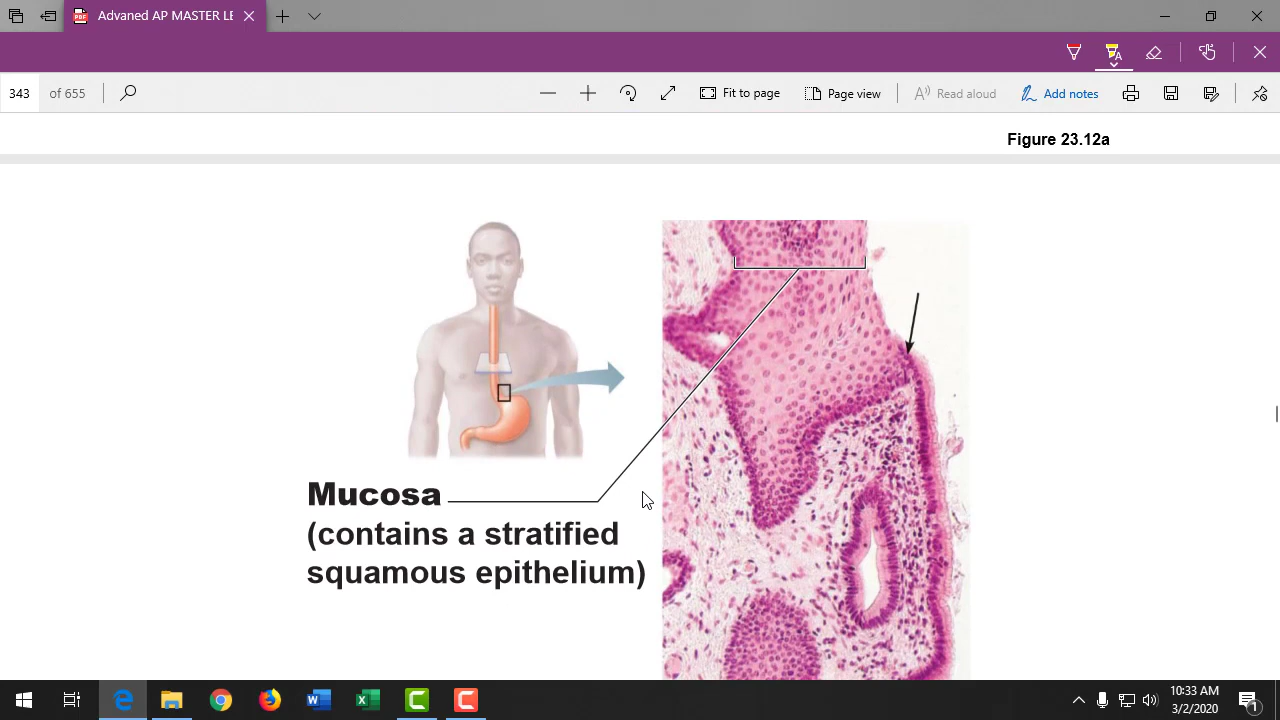 Advaned AP MASTER LE
343 of 655 Fit to page Page view Read aloud Add notes
Figure 23.12a
Mucosa
(contains a stratified
squamous epithelium)
10:33 AM
3/2/2020
1